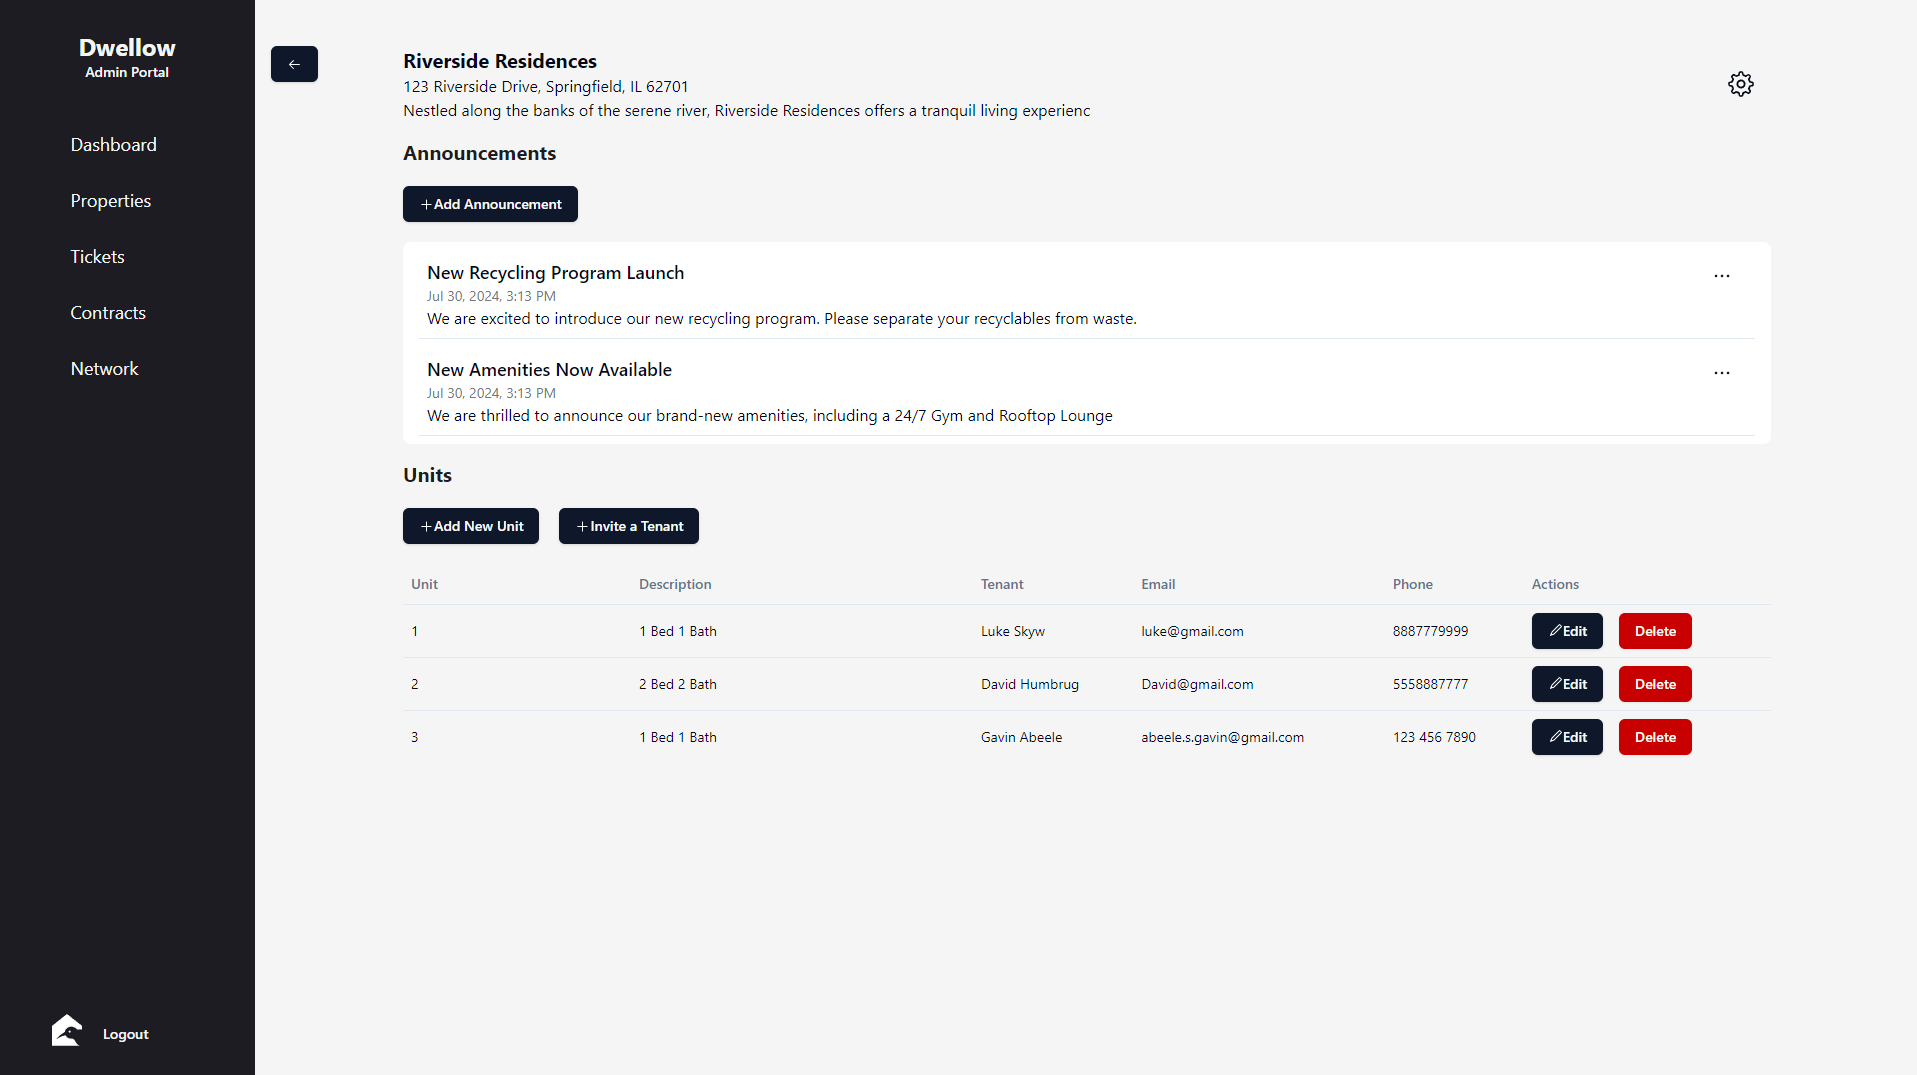 Dwellow
Admin Portal
Dashboard
Properties
Tickets
Contracts
Network
Logout
Riverside Residences
123 Riverside Drive, Springfield, IL 62701
Nestled along the banks of the serene river, Riverside Residences offers a tranquil living experienc
Announcements
+ Add Announcement
New Recycling Program Launch
Jul 30, 2024, 3:13 PM
We are excited to introduce our new recycling program. Please separate your recyclables from waste.
New Amenities Now Available
Jul 30, 2024, 3:13 PM
We are thrilled to announce our brand-new amenities, including a 24/7 Gym and Rooftop Lounge
Units
+ Add New Unit + Invite a Tenant
Unit Description Tenant Email Phone Actions
1 1 Bed 1 Bath Luke Skyw luke@gmail.com 8887779999 Edit Delete
2 2 Bed 2 Bath David Humbrug David@gmail.com 5558887777 Edit Delete
3 1 Bed 1 Bath Gavin Abeele abeele.s.gavin@gmail.com 123 456 7890 Edit Delete